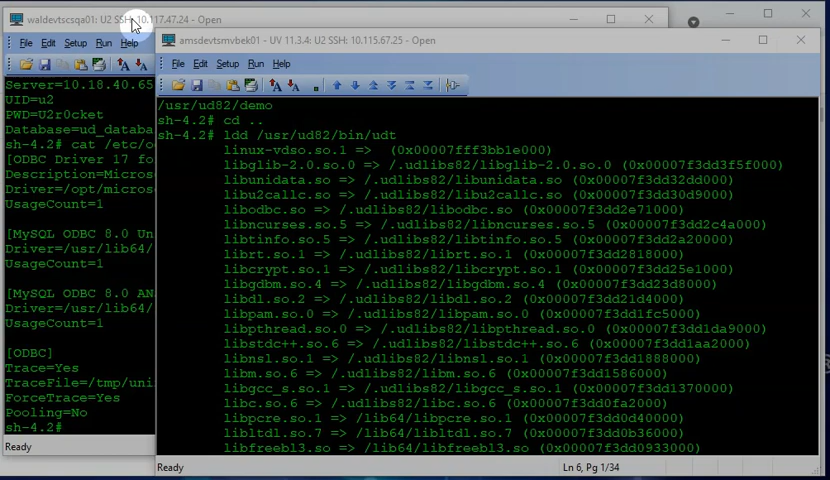 waldevtscsqa01: U2 SSH: 10.117.47.24 - Open
File Edit Setup Run Help
Server=10.18.40.65
UID=u2
PWD=U2r0cket
Database=ud_databa
sh-4.2# cat /etc/o
[ODBC Driver 17 fo
Description=Micros
Driver=/opt/micros
UsageCount=1
[MySQL ODBC 8.0 Un
Driver=/usr/lib64/
UsageCount=1
[MySQL ODBC 8.0 AN
Driver=/usr/lib64/
UsageCount=1
[ODBC]
Trace=Yes
TraceFile=/tmp/uni
ForceTrace=Yes
Pooling=No
sh-4.2#
Ready
amsdevtsmvbek01 - UV 11.3.4: U2 SSH: 10.115.67.25 - Open
File Edit Setup Run Help
/usr/ud82/demo
sh-4.2# cd ..
sh-4.2# ldd /usr/ud82/bin/udt
linux-vdso.so.1 => (0x00007fff3bb1e000)
libglib-2.0.so.0 => /.udlibs82/libglib-2.0.so.0 (0x00007f3dd3f5f000)
libunidata.so => /.udlibs82/libunidata.so (0x00007f3dd32dd000)
libu2callc.so => /.udlibs82/libu2callc.so (0x00007f3dd30d9000)
libodbc.so => /.udlibs82/libodbc.so (0x00007f3dd2e71000)
libncurses.so.5 => /.udlibs82/libncurses.so.5 (0x00007f3dd2c4a000)
libtinfo.so.5 => /.udlibs82/libtinfo.so.5 (0x00007f3dd2a20000)
librt.so.1 => /.udlibs82/librt.so.1 (0x00007f3dd2818000)
libcrypt.so.1 => /.udlibs82/libcrypt.so.1 (0x00007f3dd25e1000)
libgdbm.so.4 => /.udlibs82/libgdbm.so.4 (0x00007f3dd23d8000)
libdl.so.2 => /.udlibs82/libdl.so.2 (0x00007f3dd21d4000)
libpam.so.0 => /.udlibs82/libpam.so.0 (0x00007f3dd1fc5000)
libpthread.so.0 => /.udlibs82/libpthread.so.0 (0x00007f3dd1da9000)
libstdc++.so.6 => /.udlibs82/libstdc++.so.6 (0x00007f3dd1aa2000)
libnsl.so.1 => /.udlibs82/libnsl.so.1 (0x00007f3dd1888000)
libm.so.6 => /.udlibs82/libm.so.6 (0x00007f3dd1586000)
libgcc_s.so.1 => /.udlibs82/libgcc_s.so.1 (0x00007f3dd1370000)
libc.so.6 => /.udlibs82/libc.so.6 (0x00007f3dd0fa2000)
libpcre.so.1 => /lib64/libpcre.so.1 (0x00007f3dd0d40000)
libltdl.so.7 => /lib64/libltdl.so.7 (0x00007f3dd0b36000)
libfreebl3.so => /lib64/libfreebl3.so (0x00007f3dd0933000)
Ready
Ln 6, Pg 1/34